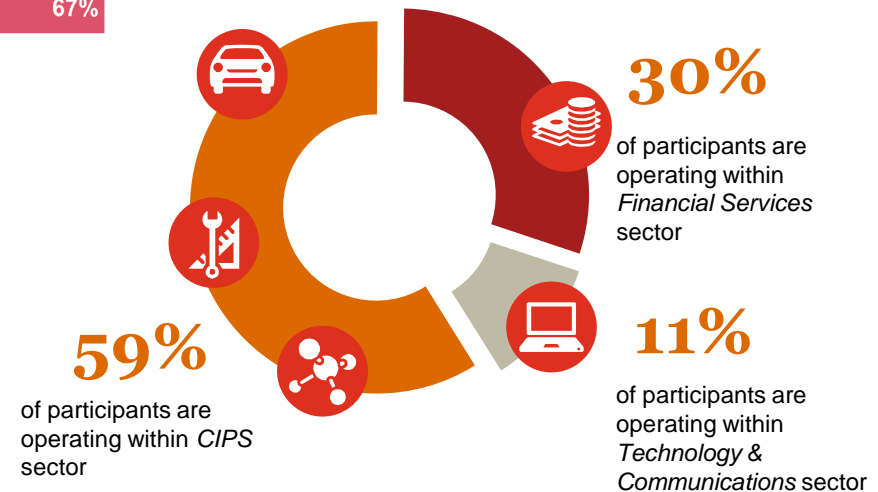 67%
30%
of participants are
operating within
Financial Services
sector
59%
of participants are
operating within CIPS
sector
11%
of participants are
operating within
Technology &
Communications sector